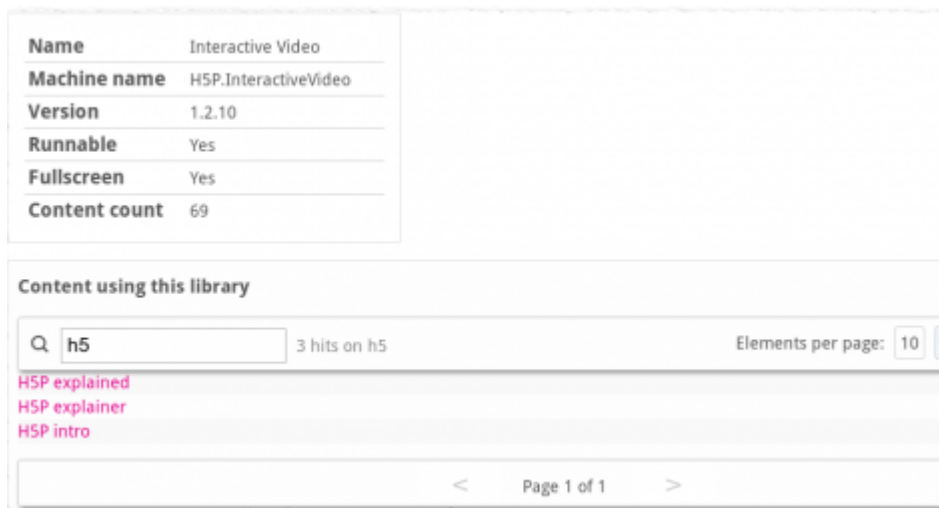 Name Interactive Video
Machine name H5P.InteractiveVideo
Version 1.2.10
Runnable Yes
Fullscreen Yes
Content count 69
Content using this library
h5 3 hits on h5 Elements per page: 10
H5P explained
H5P explainer
H5P intro
< Page 1 of 1 >